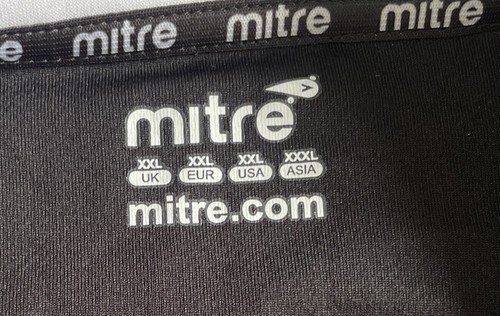 e mitre mitre mitre
mitre
XXL XXL XXL XXXL
UK EUR USA ASIA
mitre.com